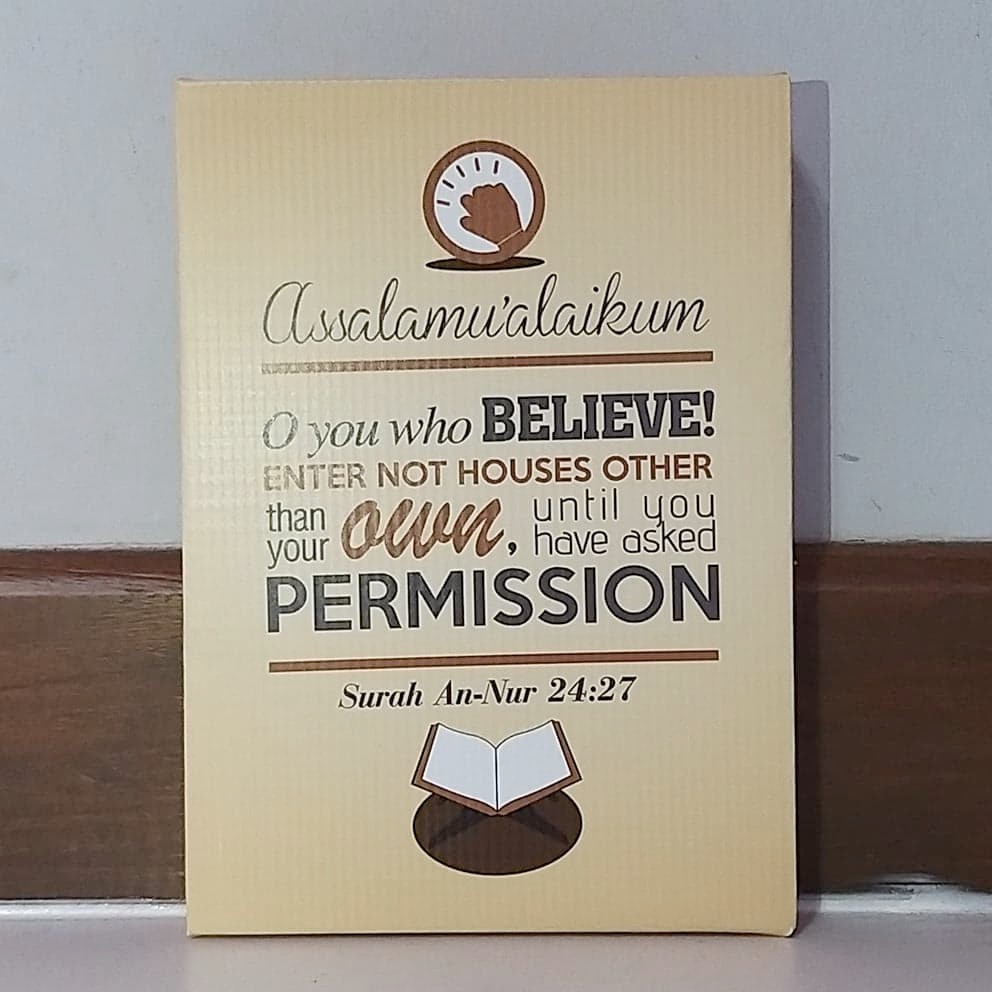 Assalamu'alaikum
O you who BELIEVE!
ENTER NOT HOUSES OTHER
than your own, until you have asked
PERMISSION
Surah An-Nur 24:27